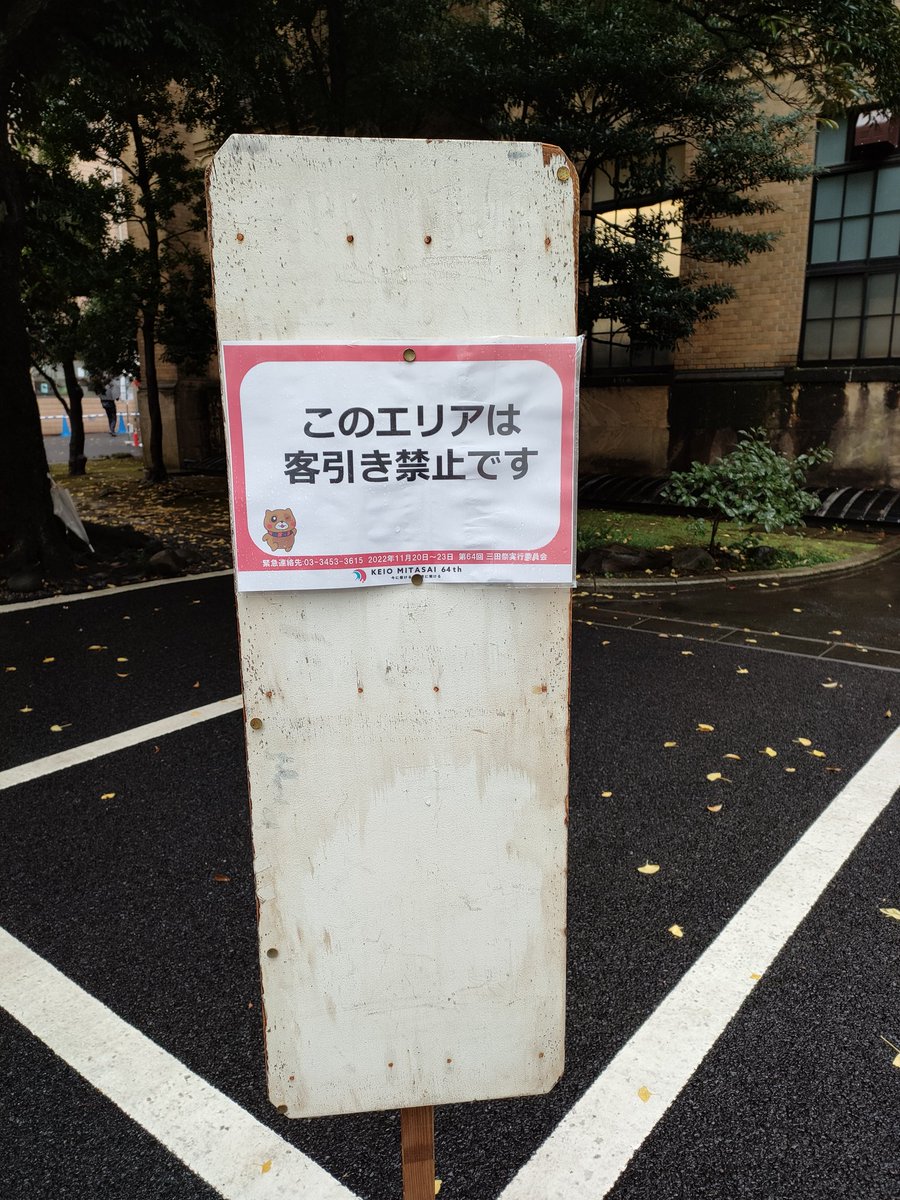 このエリアは
客引き禁止です
緊急連絡先 03-3453-3615 2022年11月20日～23日 第64回 三田祭実行委員会
KEIO MITASAI 64th